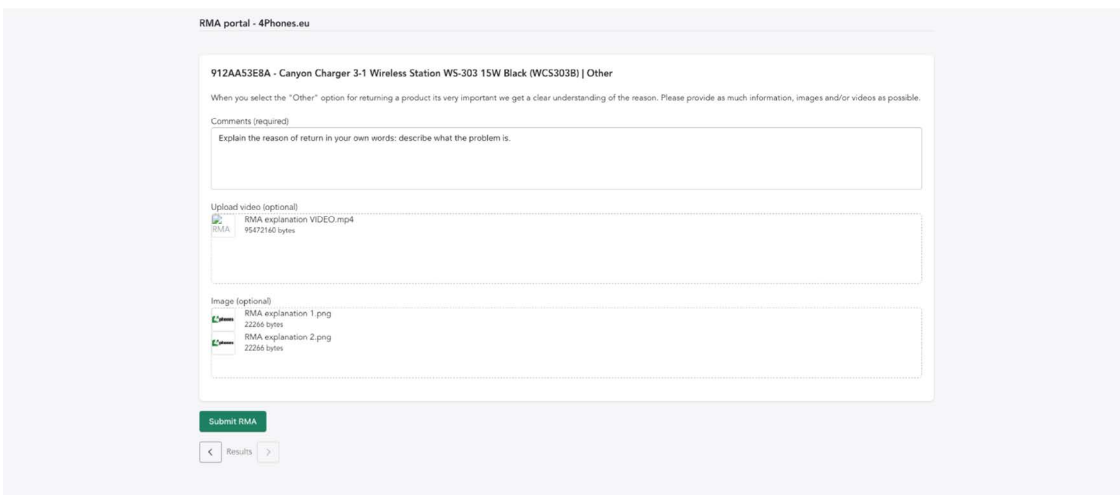 RMA portal - 4Phones.eu
912AA53E8A - Canyon Charger 3-1 Wireless Station WS-303 15W Black (WCS303B) | Other
When you select the "Other" option for returning a product its very important we get a clear understanding of the reason. Please provide as much information, images and/or videos as possible.
Comments (required)
Explain the reason of return in your own words: describe what the problem is.
Upload video (optional)
RMA explanation VIDEO.mp4
RMA
95472160 bytes
Image (optional)
RMA explanation 1.png
4phones
22266 bytes
RMA explanation 2.png
4phones
22266 bytes
Submit RMA
< Results >